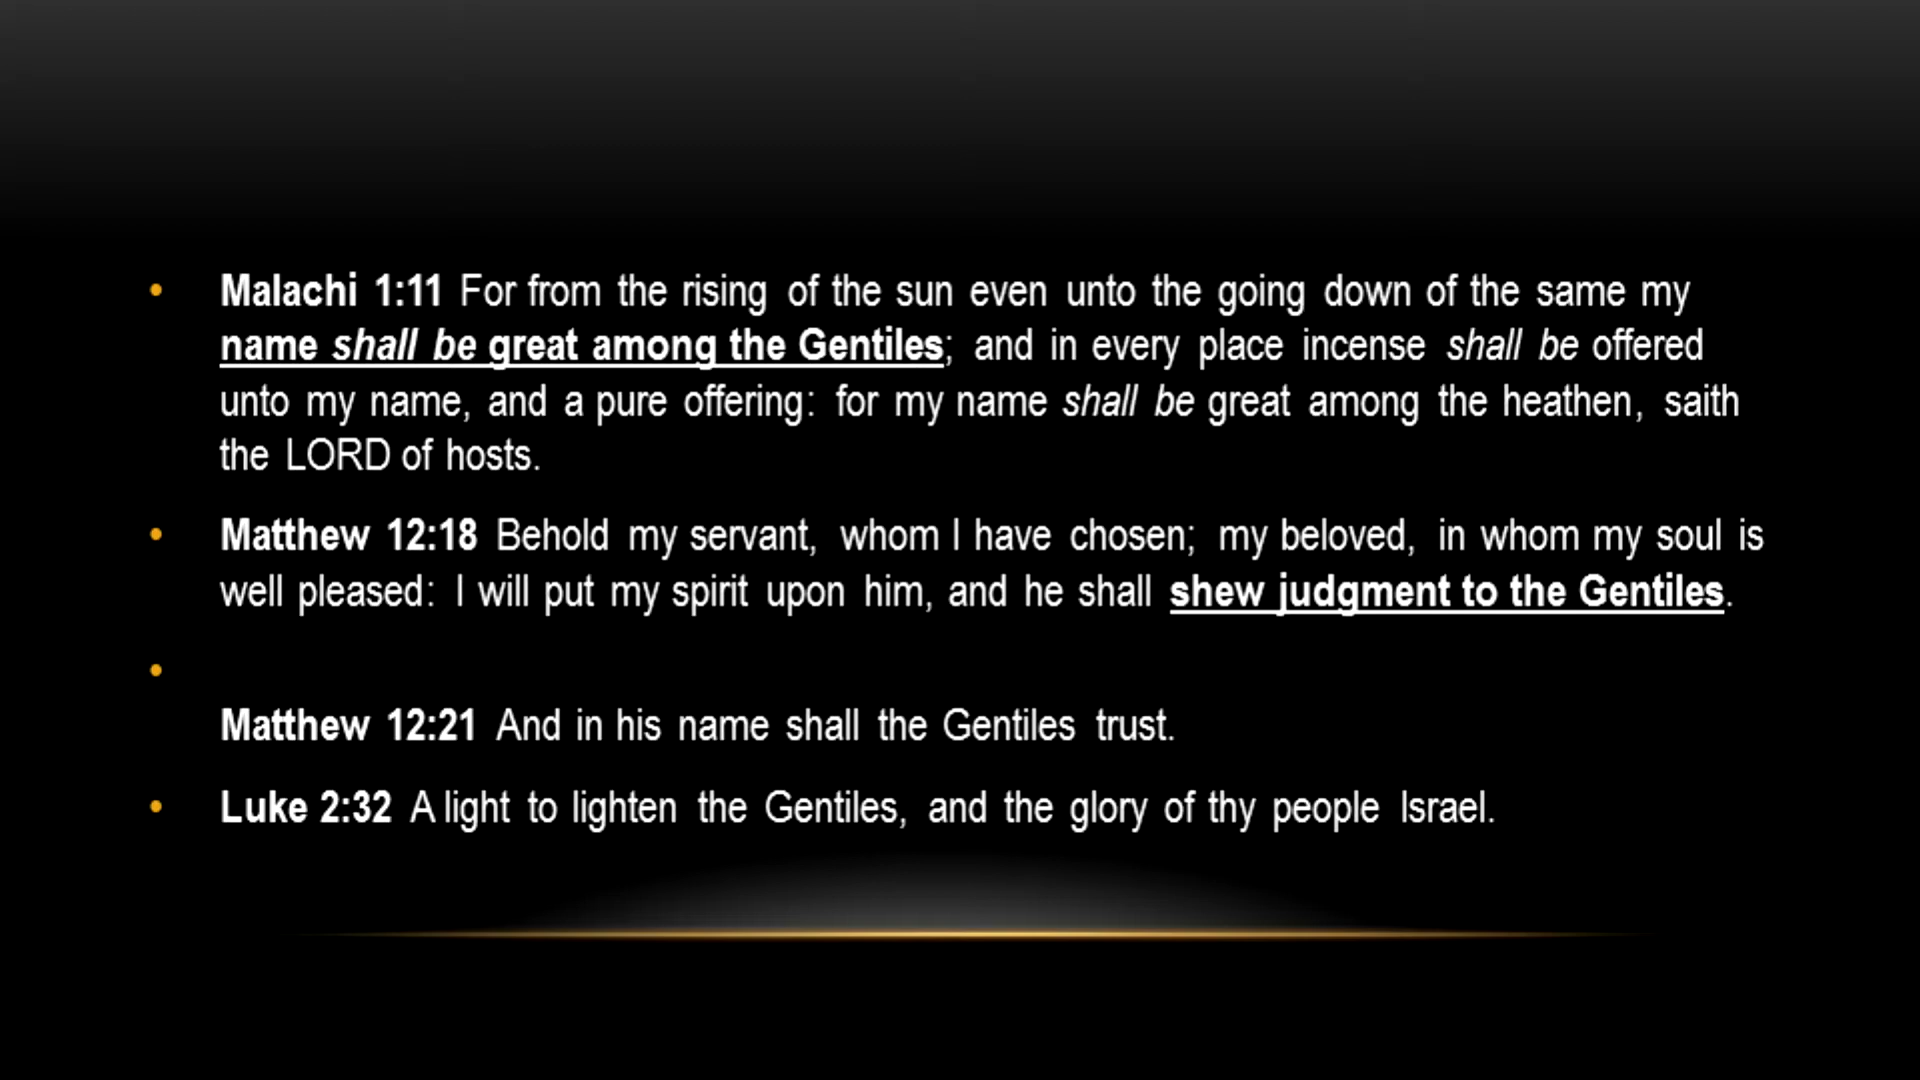 • Malachi 1:11 For from the rising of the sun even unto the going down of the same my
name shall be great among the Gentiles; and in every place incense shall be offered
unto my name, and a pure offering: for my name shall be great among the heathen, saith
the LORD of hosts.
• Matthew 12:18 Behold my servant, whom I have chosen; my beloved, in whom my soul is
well pleased: I will put my spirit upon him, and he shall shew judgment to the Gentiles.
•
Matthew 12:21 And in his name shall the Gentiles trust.
• Luke 2:32 A light to lighten the Gentiles, and the glory of thy people Israel.